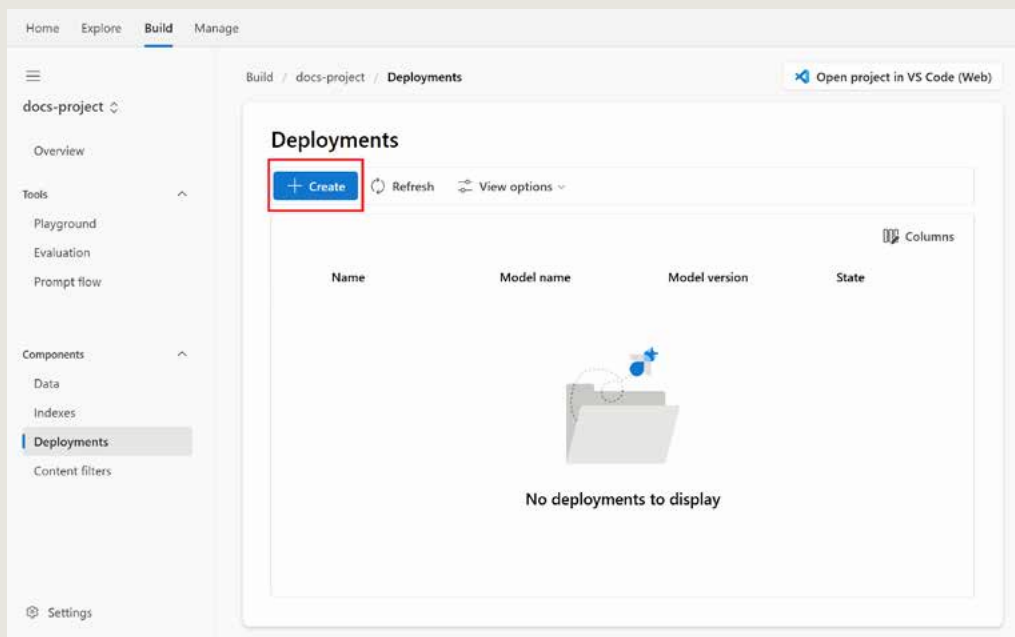 Home Explore Build Manage
docs-project
Overview
Tools
Playground
Evaluation
Prompt flow
Components
Data
Indexes
Deployments
Content filters
Settings
Build / docs-project / Deployments
Open project in VS Code (Web)
Deployments
Create Refresh View options
Columns
Name Model name Model version State
No deployments to display